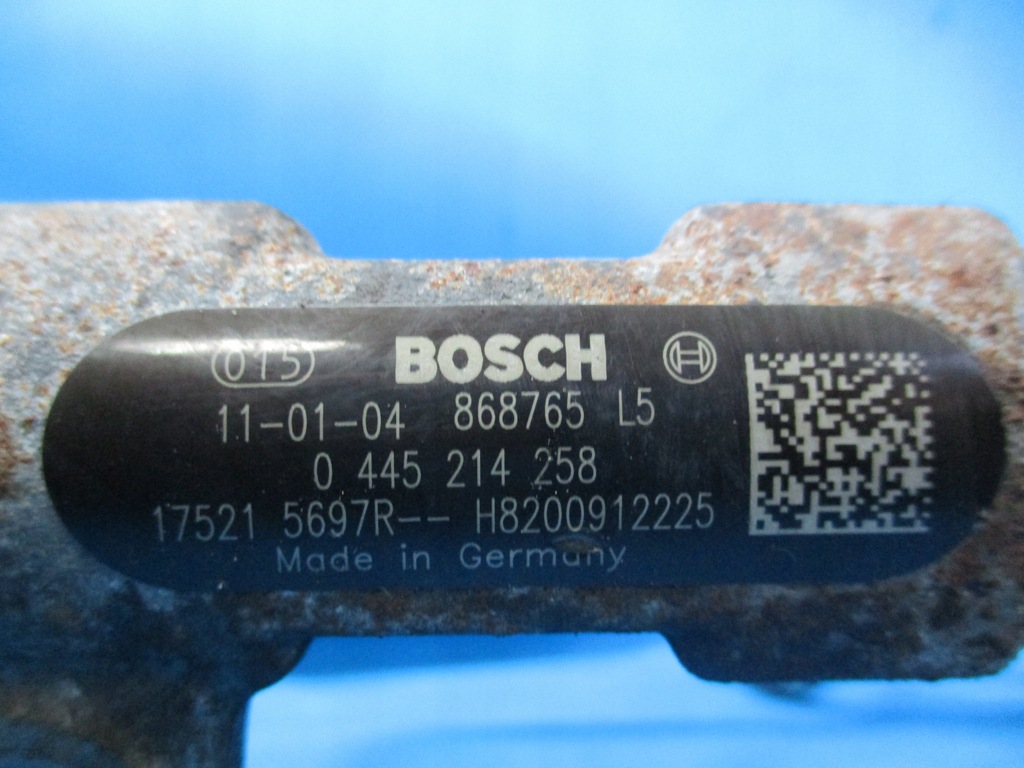 015 BOSCH
11-01-04 868765 L5
0 445 214 258
17521 5697R-- H8200912225
Made in Germany